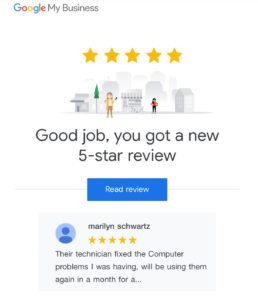 Google My Business
Good job, you got a new
5-star review
Read review
marilyn schwartz
Their technician fixed the Computer
problems I was having, will be using them
again in a month for a...